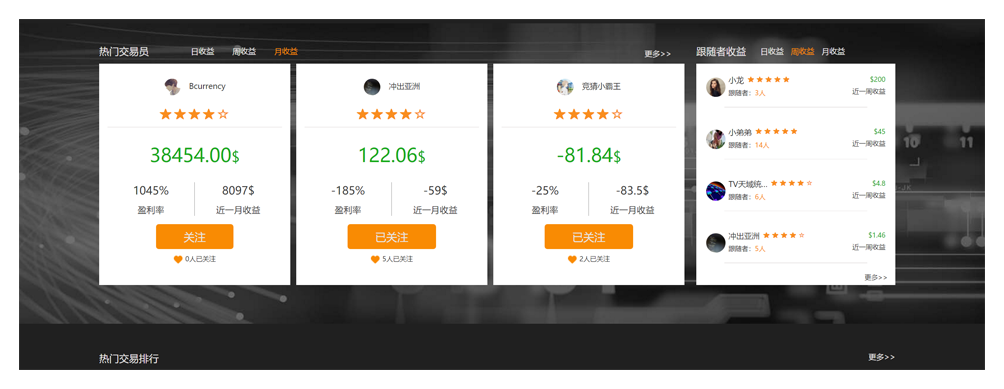 热门交易员 日收益 周收益 月收益 更多>>
Bcurrency
38454.00$
1045% 8097$
盈利率 近一月收益
关注
0人已关注
冲出亚洲
122.06$
-185% -59$
盈利率 近一月收益
已关注
5人已关注
竞猜小霸王
-81.84$
-25% -83.5$
盈利率 近一月收益
已关注
2人已关注
跟随者收益 日收益 周收益 月收益
小龙 $200
跟随者：3人 近一周收益
小弟弟 $45
跟随者：14人 近一周收益
TV天域统... $4.8
跟随者：6人 近一周收益
冲出亚洲 $1.46
跟随者：5人 近一周收益
更多>>
10 11
热门交易排行 更多>>